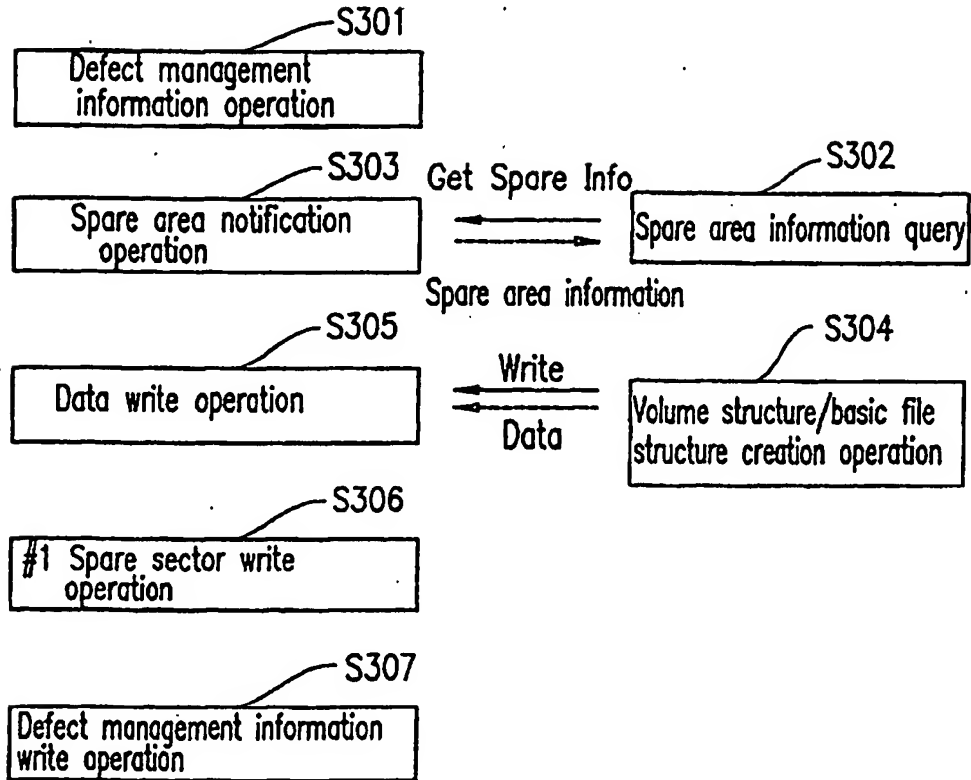 S301
Defect management
information operation
S303
Spare area notification
operation
Get Spare Info
Spare area information
S302
Spare area information query
S305
Data write operation
Write
Data
S304
Volume structure/basic file
structure creation operation
S306
#1 Spare sector write
operation
S307
Defect management information
write operation